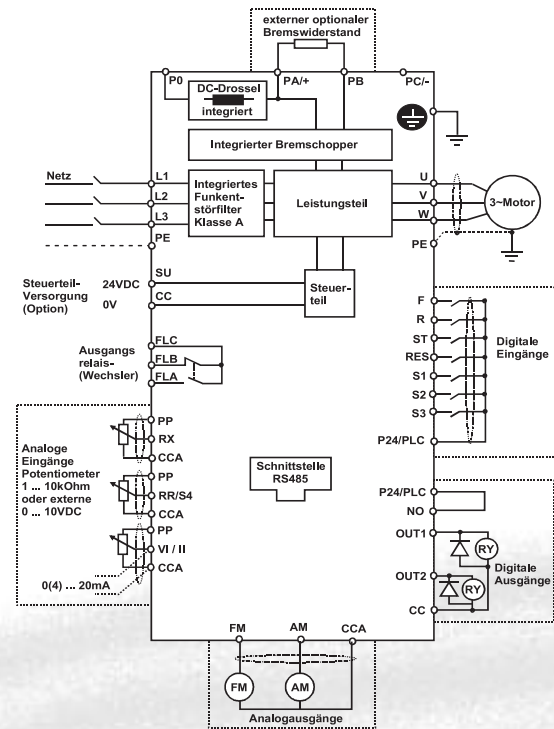 externer optionaler
Bremswiderstand
P0
PA/+
PB
PC/-
DC-Drossel
integriert
Integrierter Bremschopper
Netz
L1
L2
L3
PE
Integriertes
Funkent-
störfilter
Klasse A
Leistungsteil
U
V
W
PE
3~Motor
Steuerteil-
Versorgung
(Option)
24VDC
0V
SU
CC
Steuer-
teil
Ausgangs
relais-
(Wechsler)
FLC
FLB
FLA
F
R
ST
RES
S1
S2
S3
P24/PLC
Digitale
Eingänge
Analoge
Eingänge
Potentiometer
1 ... 10kOhm
oder externe
0 ... 10VDC
0(4) ... 20mA
PP
RX
CCA
PP
RR/S4
CCA
PP
VI / II
CCA
Schnittstelle
RS485
P24/PLC
NO
OUT1
RY
OUT2
RY
CC
Digitale
Ausgänge
FM
AM
CCA
FM
AM
Analogausgänge